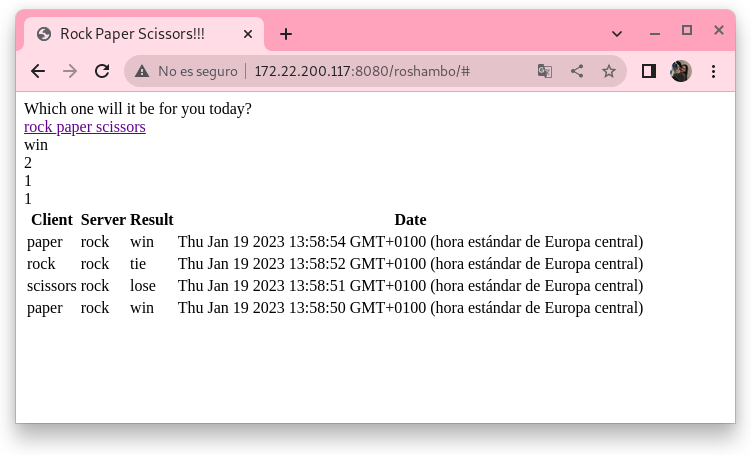 Rock Paper Scissors!!!
No es seguro 172.22.200.117:8080/roshambo/#
Which one will it be for you today?
rock paper scissors
win
2
1
1
Client Server Result Date
paper rock win Thu Jan 19 2023 13:58:54 GMT+0100 (hora estándar de Europa central)
rock rock tie Thu Jan 19 2023 13:58:52 GMT+0100 (hora estándar de Europa central)
scissors rock lose Thu Jan 19 2023 13:58:51 GMT+0100 (hora estándar de Europa central)
paper rock win Thu Jan 19 2023 13:58:50 GMT+0100 (hora estándar de Europa central)